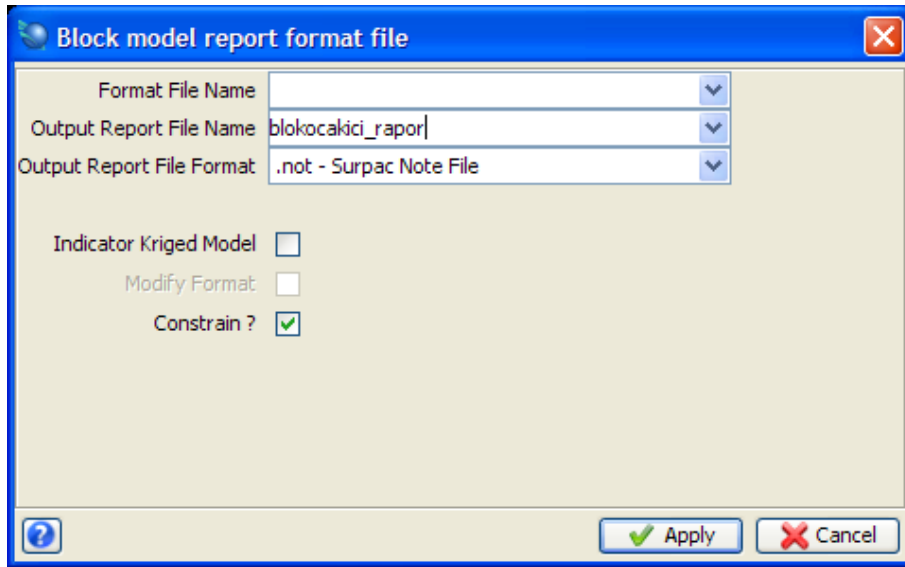 Block model report format file
Format File Name
Output Report File Name blokocakici_rapor
Output Report File Format .not - Surpac Note File
Indicator Kriged Model
Modify Format
Constrain ?
? Apply Cancel